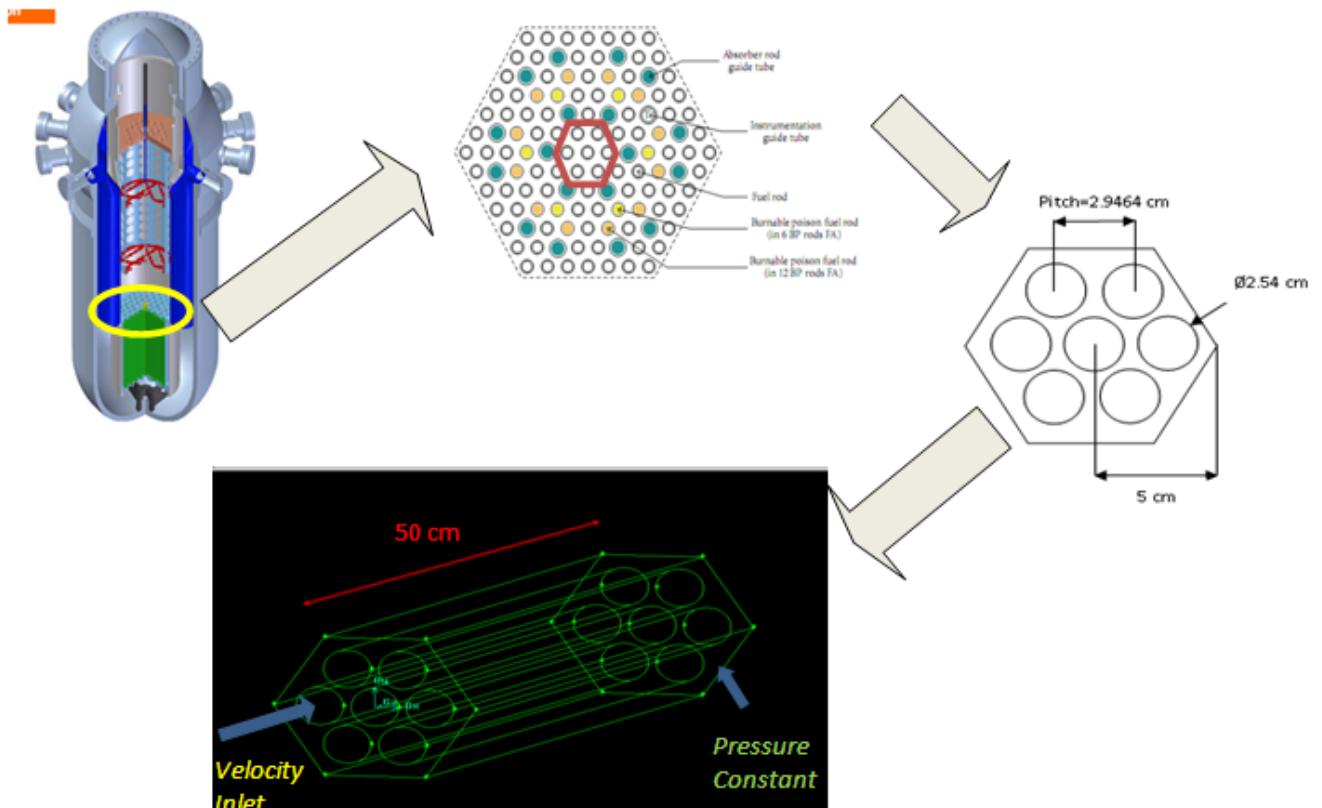 Absorber rod
guide tube
Instrumentation
guide tube
Fuel rod
Burnable poison fuel rod
(in 6 BP rods FA)
Burnable poison fuel rod
(in 12 BP rods FA)
Pitch=2.9464 cm
Ø2.54 cm
5 cm
50 cm
Velocity
Inlet
Pressure
Constant